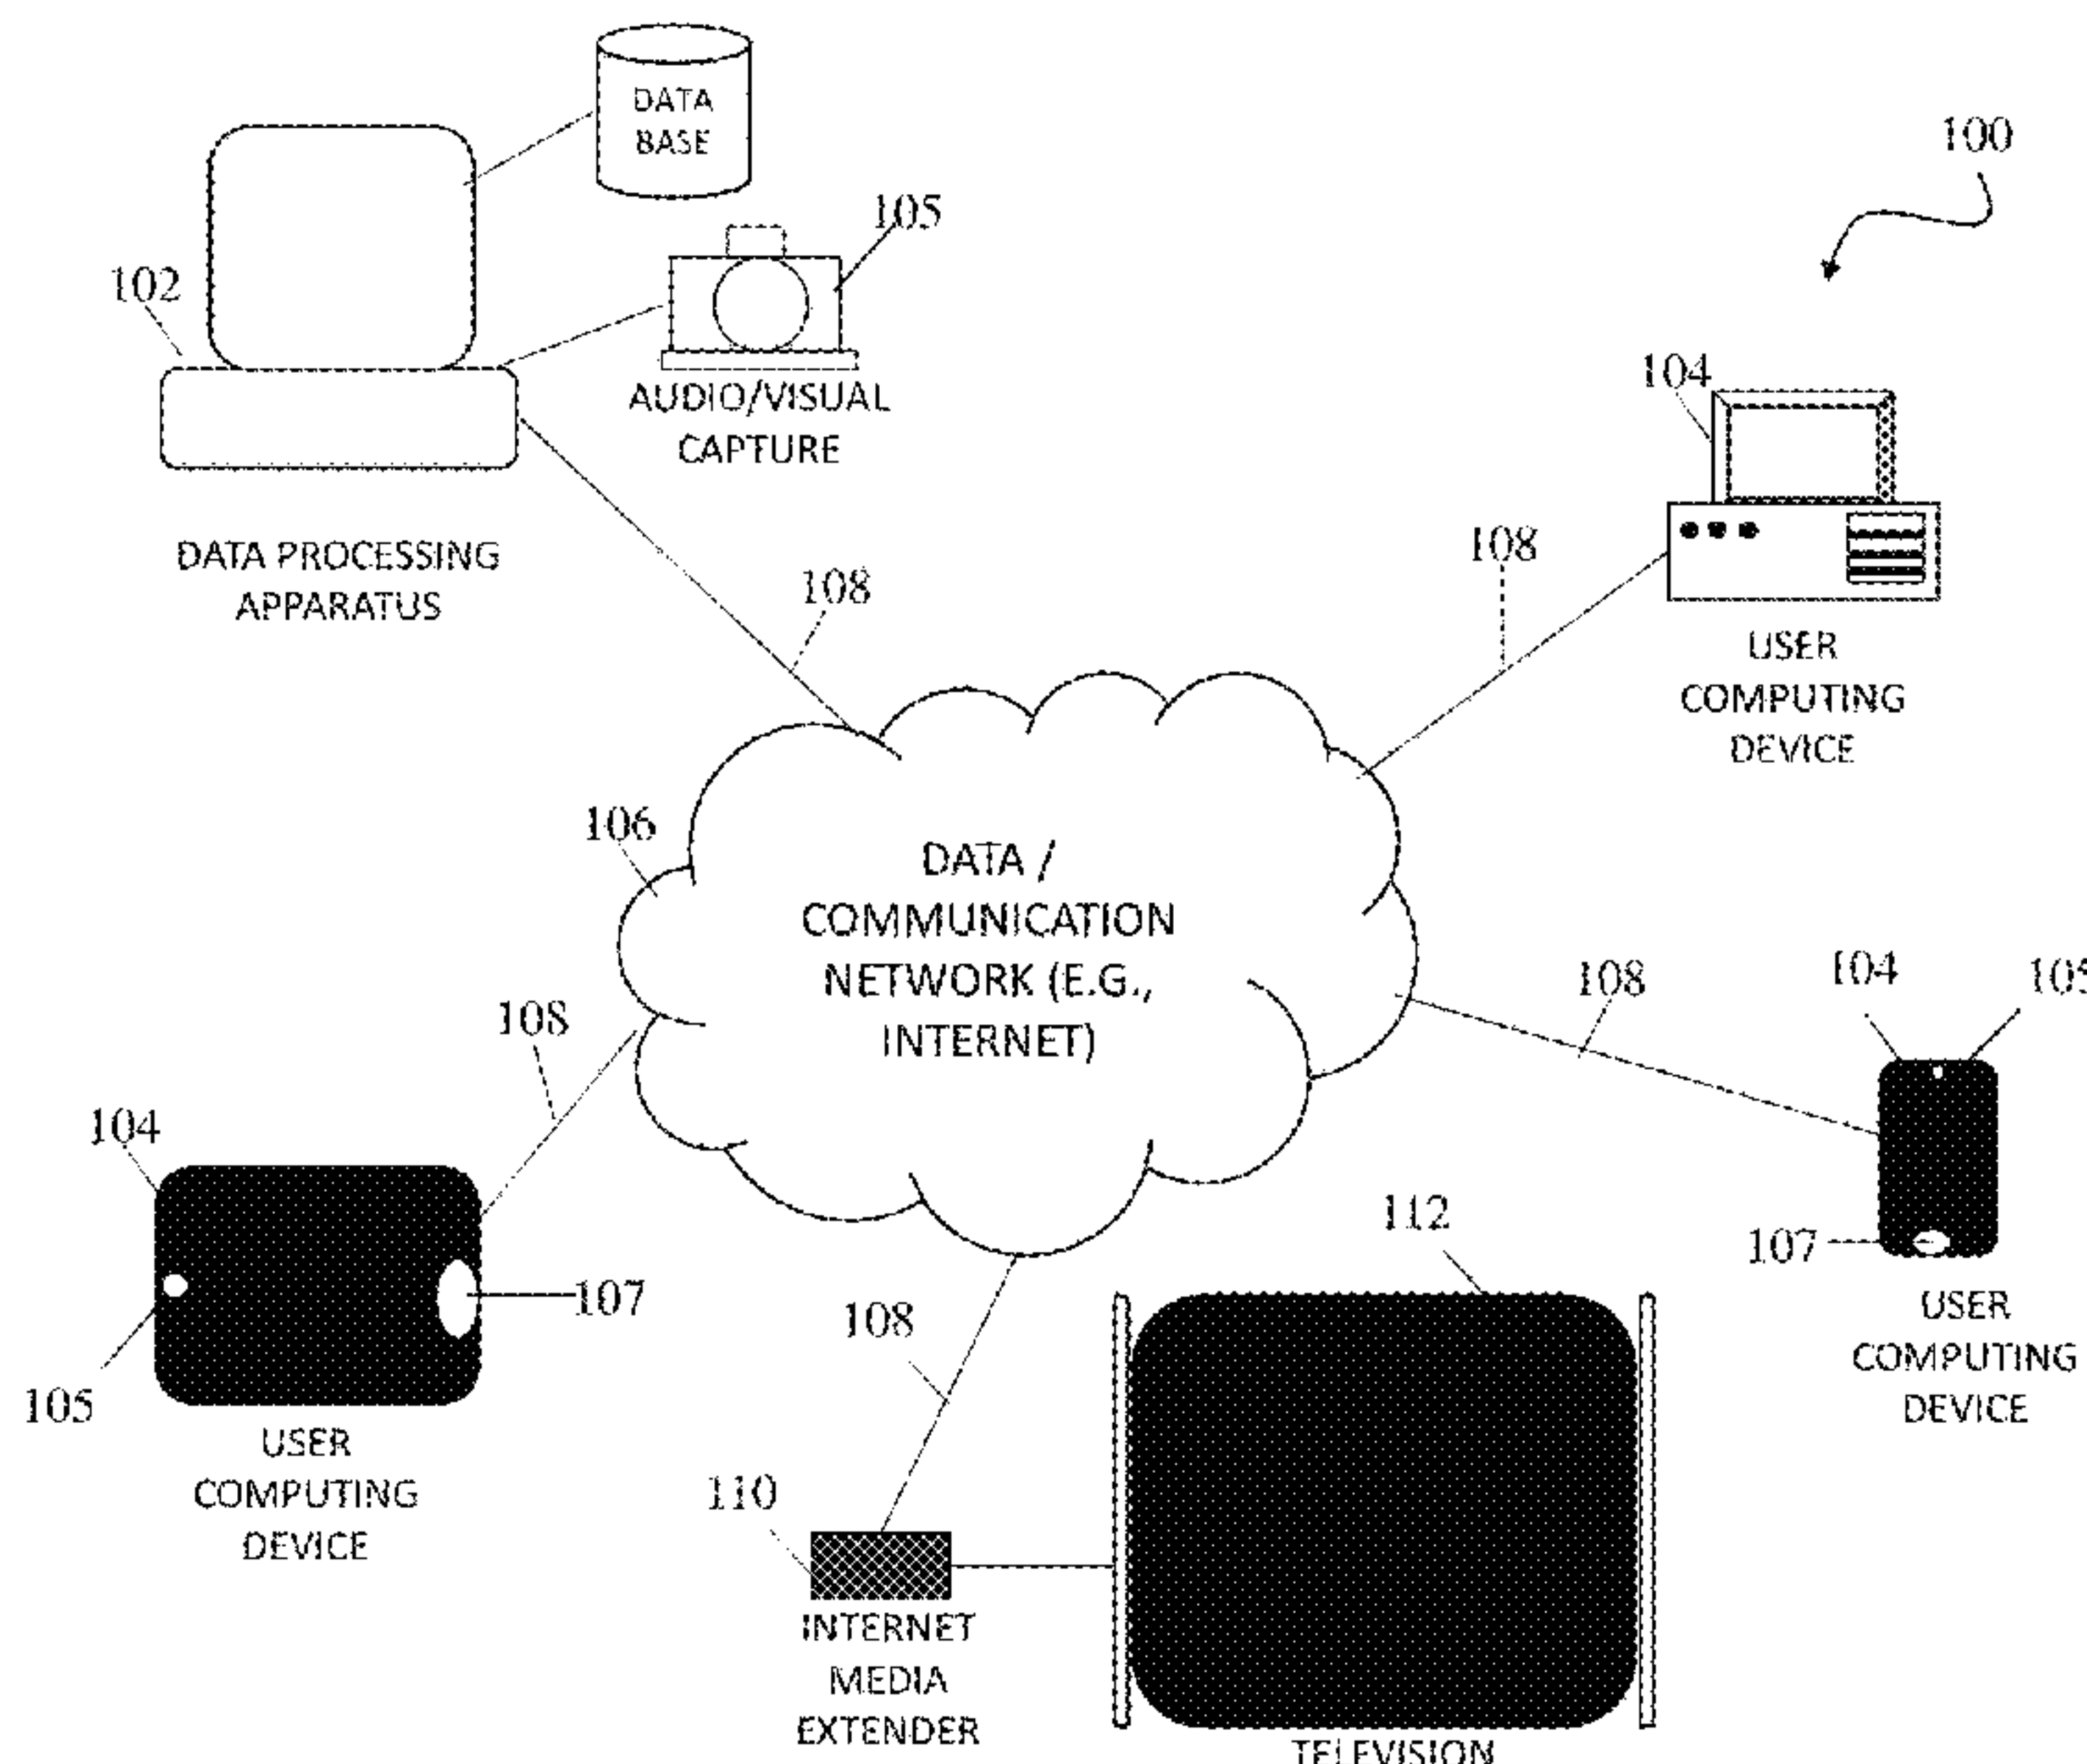 DATA
BASE
100
105
102
AUDIO/VISUAL
CAPTURE
104
DATA PROCESSING
APPARATUS
108
108
USER
COMPUTING
DEVICE
106
DATA /
COMMUNICATION
NETWORK (E.G.,
INTERNET)
108
104
105
108
104
112
107
107
105
108
USER
COMPUTING
DEVICE
USER
COMPUTING
DEVICE
110
INTERNET
MEDIA
EXTENDER
TELEVISION